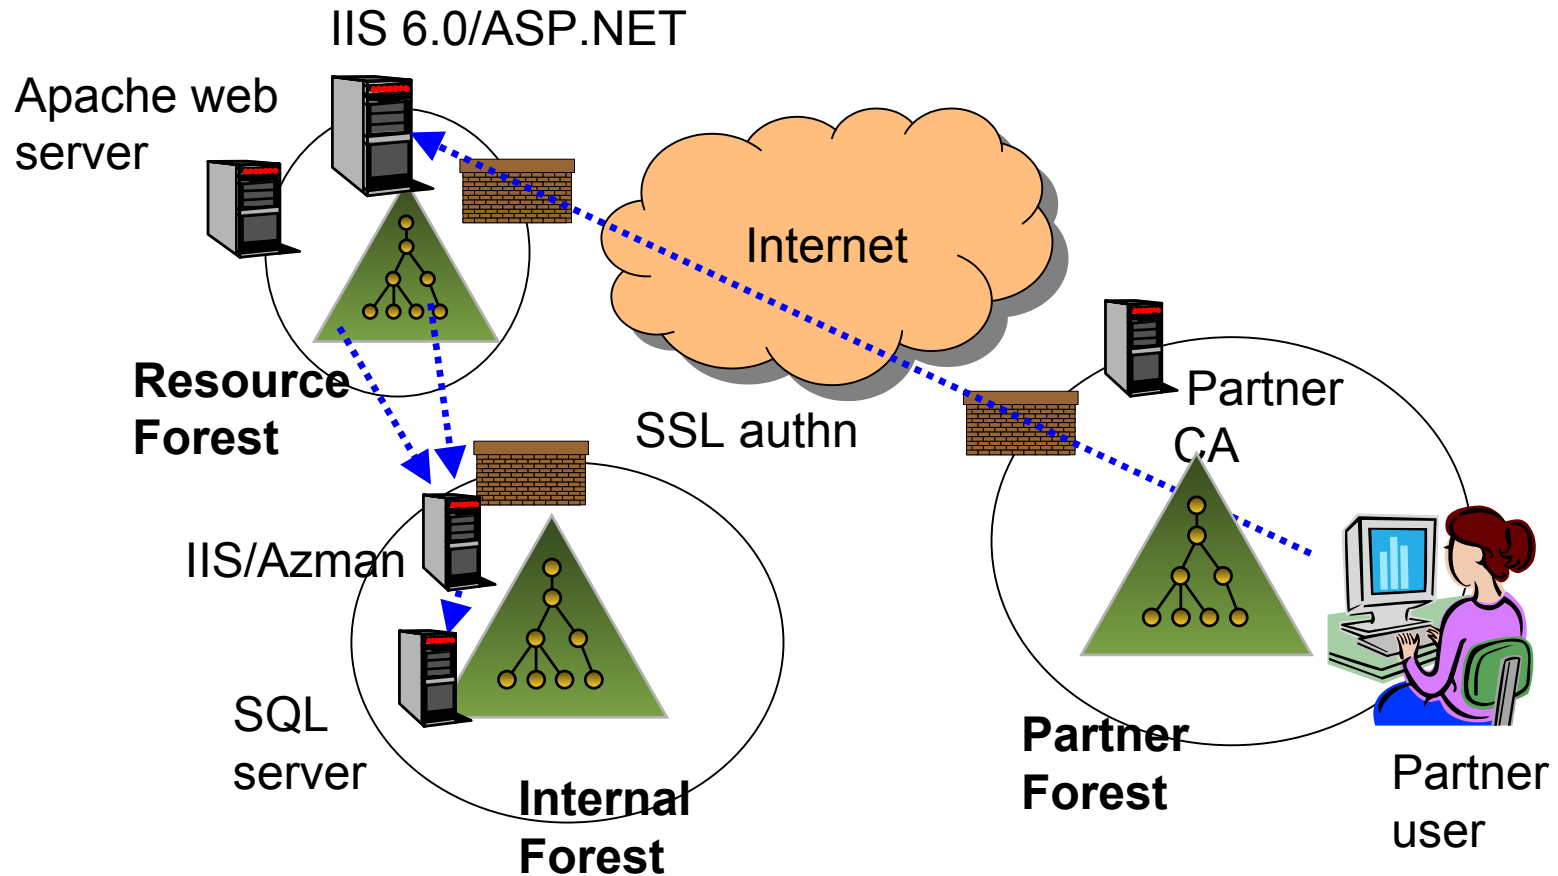 IIS 6.0/ASP.NET
Apache web
server
Internet
Resource
Forest
SSL authn
Partner
CA
IIS/Azman
SQL
server
Internal
Forest
Partner
Forest
Partner
user